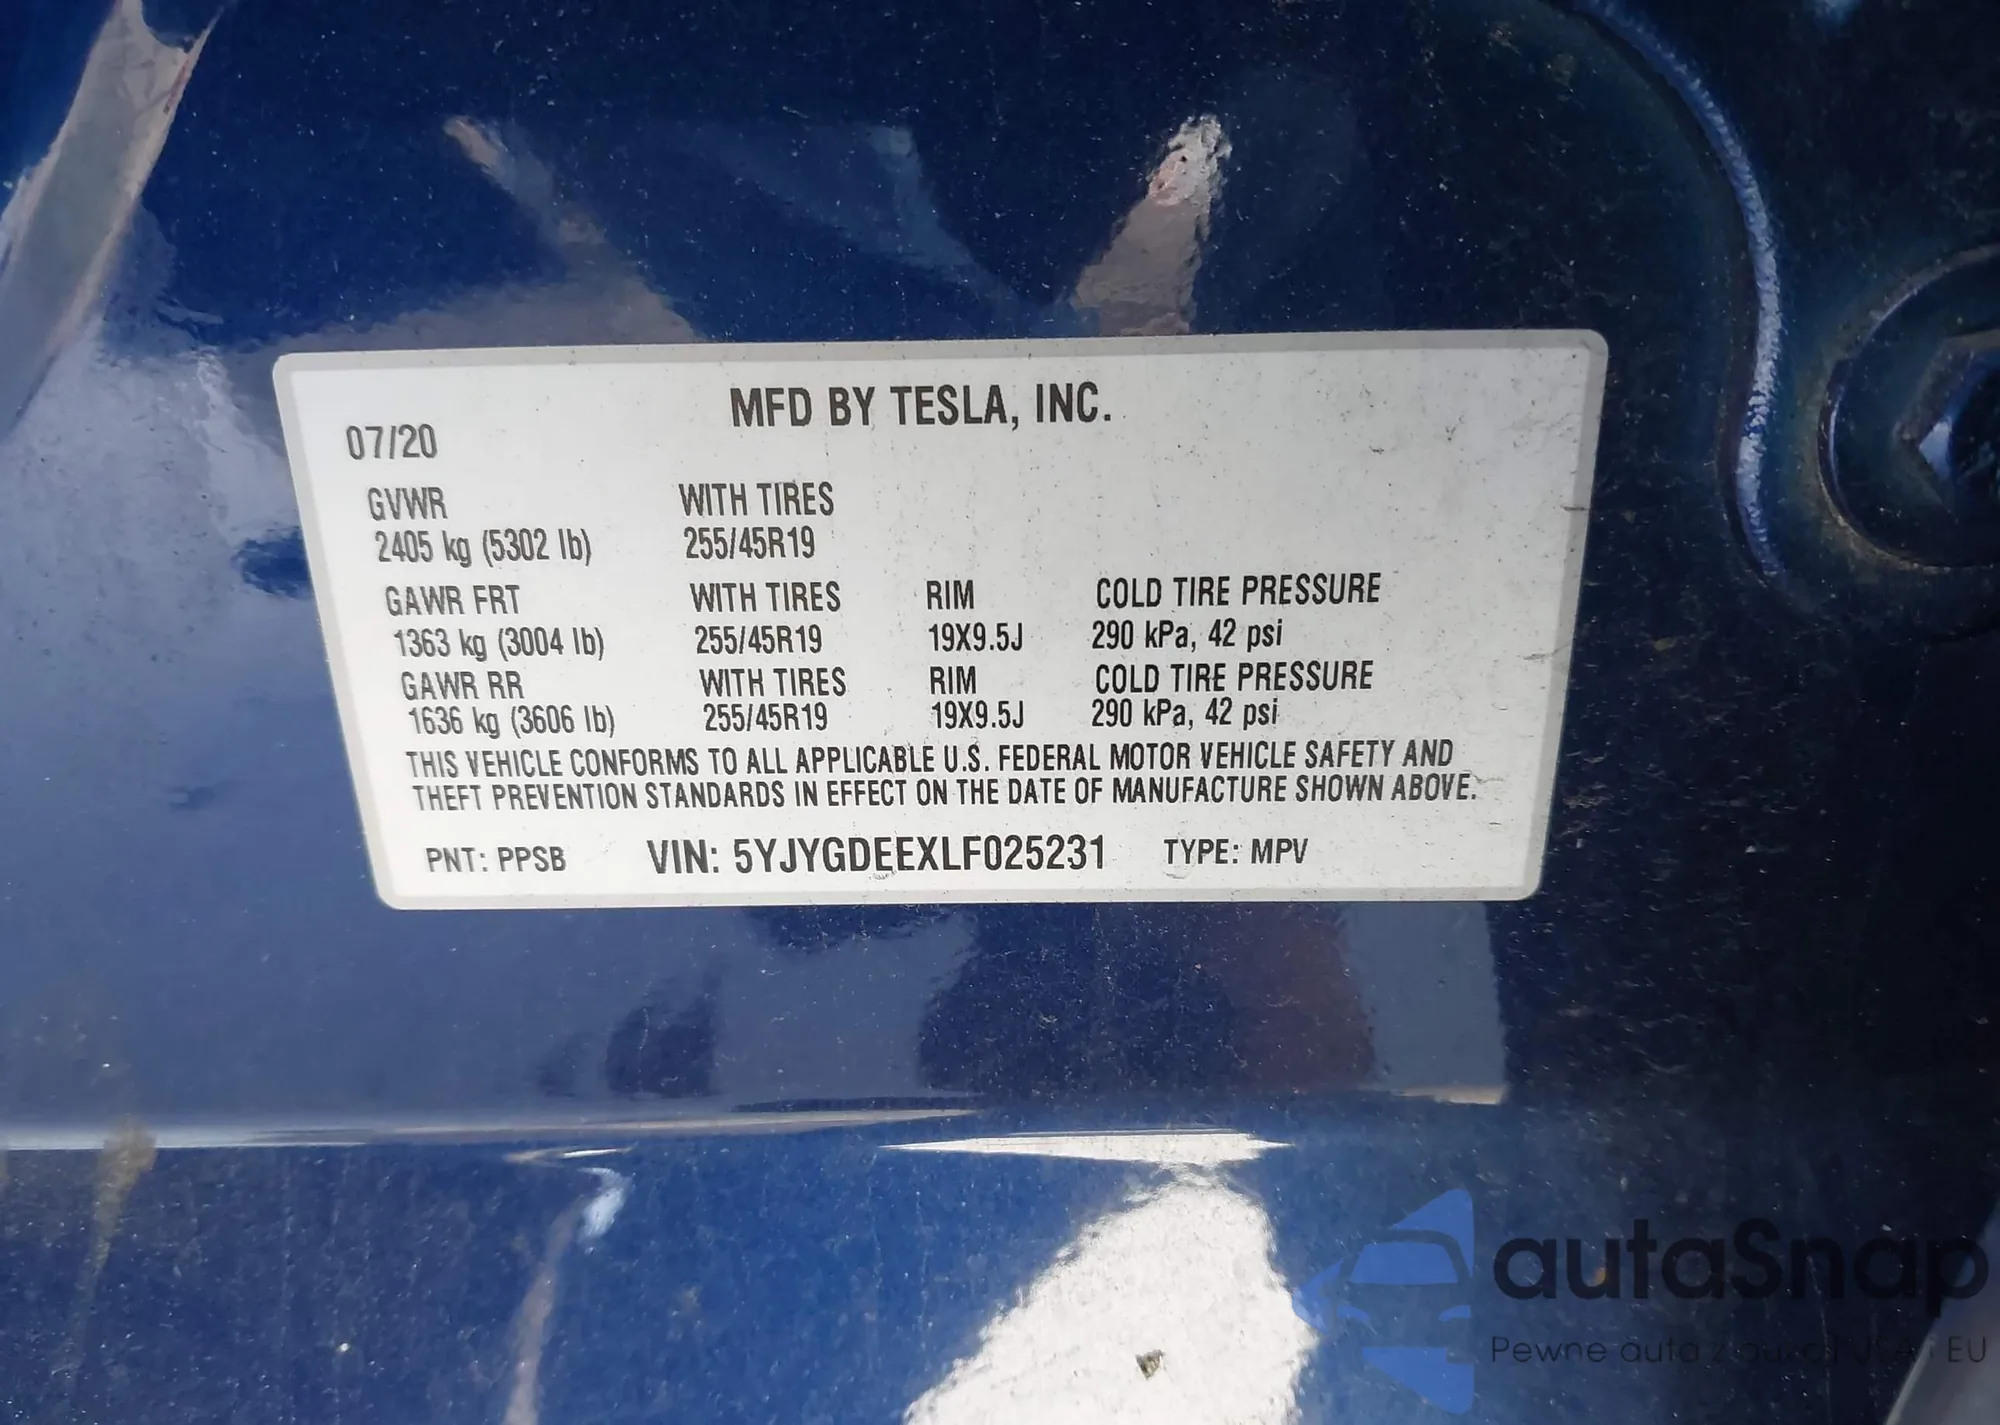 MFD BY TESLA, INC.
07/20
GVWR WITH TIRES
2405 kg (5302 lb) 255/45R19
GAWR FRT WITH TIRES RIM COLD TIRE PRESSURE
1363 kg (3004 lb) 255/45R19 19X9.5J 290 kPa, 42 psi
GAWR RR WITH TIRES RIM COLD TIRE PRESSURE
1636 kg (3606 lb) 255/45R19 19X9.5J 290 kPa, 42 psi
THIS VEHICLE CONFORMS TO ALL APPLICABLE U.S. FEDERAL MOTOR VEHICLE SAFETY AND
THEFT PREVENTION STANDARDS IN EFFECT ON THE DATE OF MANUFACTURE SHOWN ABOVE.
PNT: PPSB VIN: 5YJYGDEEXLF025231 TYPE: MPV
autaSnap
Pewne auta z USA i EU